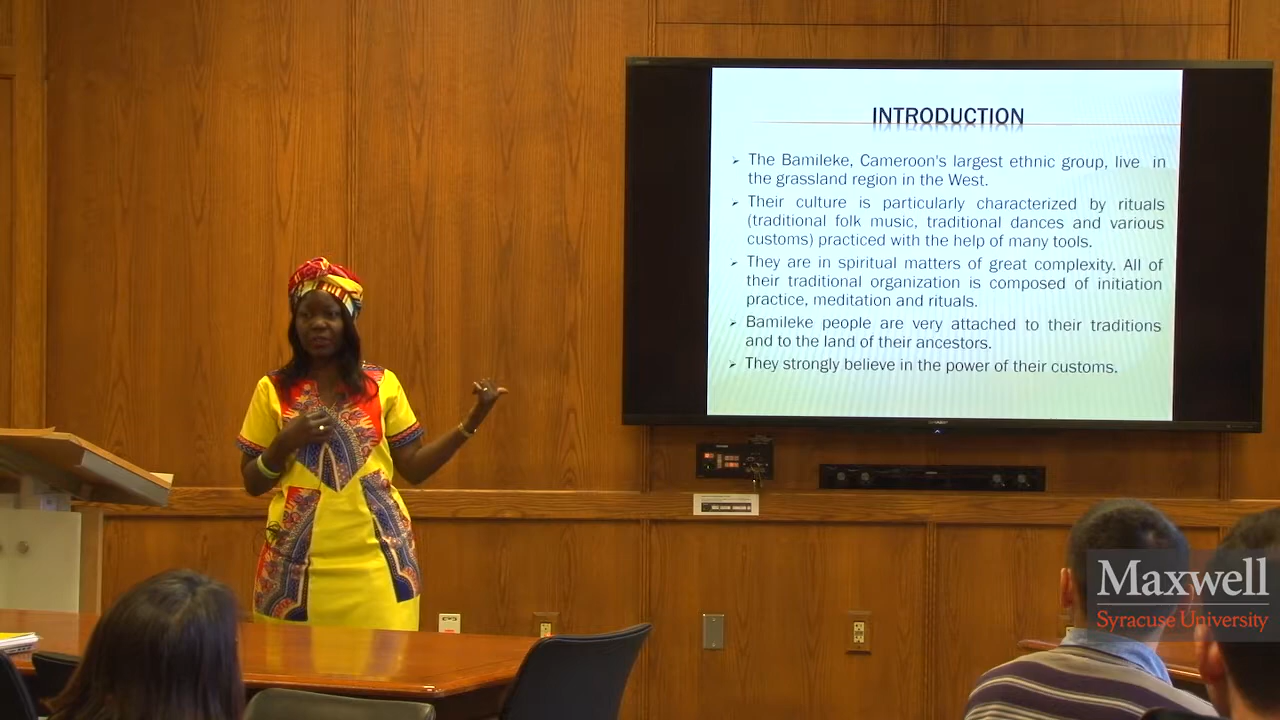 INTRODUCTION
➢ The Bamileke, Cameroon's largest ethnic group, live in
the grassland region in the West.
➢ Their culture is particularly characterized by rituals
(traditional folk music, traditional dances and various
customs) practiced with the help of many tools.
➢ They are in spiritual matters of great complexity. All of
their traditional organization is composed of initiation
practice, meditation and rituals.
➢ Bamileke people are very attached to their traditions
and to the land of their ancestors.
➢ They strongly believe in the power of their customs.
SHARP
Maxwell
Syracuse University